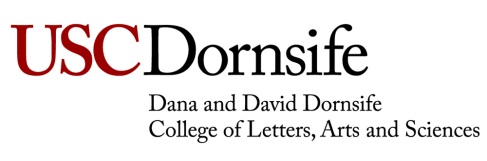 USCDornsife
Dana and David Dornsife
College of Letters, Arts and Sciences